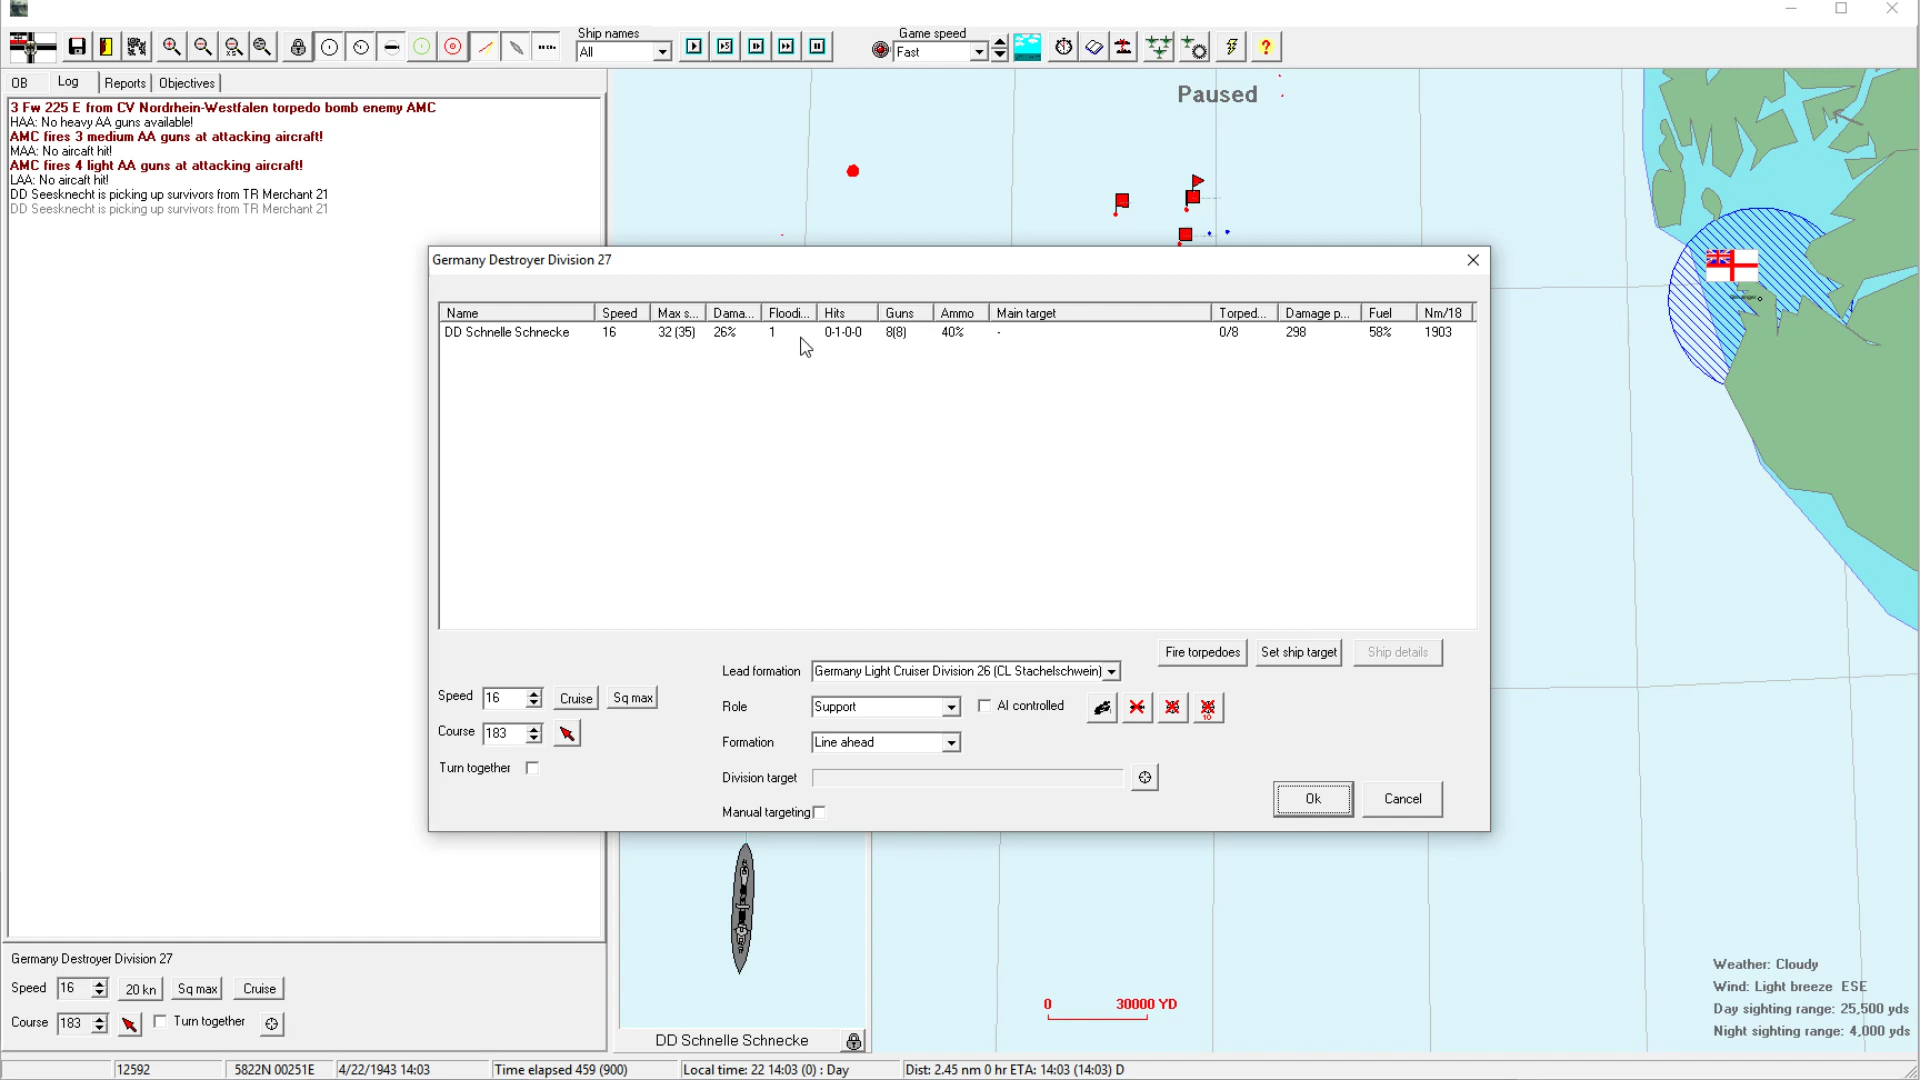 Ship names
All
Game speed
Fast
OB Log Reports Objectives
3 Fw 225 E from CV Nordrhein-Westfalen torpedo bomb enemy AMC
HAA: No heavy AA guns available!
AMC fires 3 medium AA guns at attacking aircraft!
MAA: No aircaft hit!
AMC fires 4 light AA guns at attacking aircraft!
LAA: No aircaft hit!
DD Seesknecht is picking up survivors from TR Merchant 21
DD Seesknecht is picking up survivors from TR Merchant 21
Paused
Germany Destroyer Division 27
Name Speed Max s... Dama... Floodi... Hits Guns Ammo Main target Torped... Damage p... Fuel Nm/18
DD Schnelle Schnecke 16 32 (35) 26% 1 0-1-0-0 8(8) 40% - 0/8 298 58% 1903
Fire torpedoes Set ship target Ship details
Lead formation Germany Light Cruiser Division 26 (CL Stachelschwein)
Speed 16 Cruise Sq max
Role Support AI controlled
10
Course 183
Formation Line ahead
Turn together
Division target
Ok Cancel
Manual targeting
Germany Destroyer Division 27
Speed 16 20 kn Sq max Cruise
Course 183 Turn together
DD Schnelle Schnecke
0 30000 YD
Weather: Cloudy
Wind: Light breeze ESE
Day sighting range: 25,500 yds
Night sighting range: 4,000 yds
12592 5822N 00251E 4/22/1943 14:03 Time elapsed 459 (900) Local time: 22 14:03 (0) : Day Dist: 2.45 nm 0 hr ETA: 14:03 (14:03) D